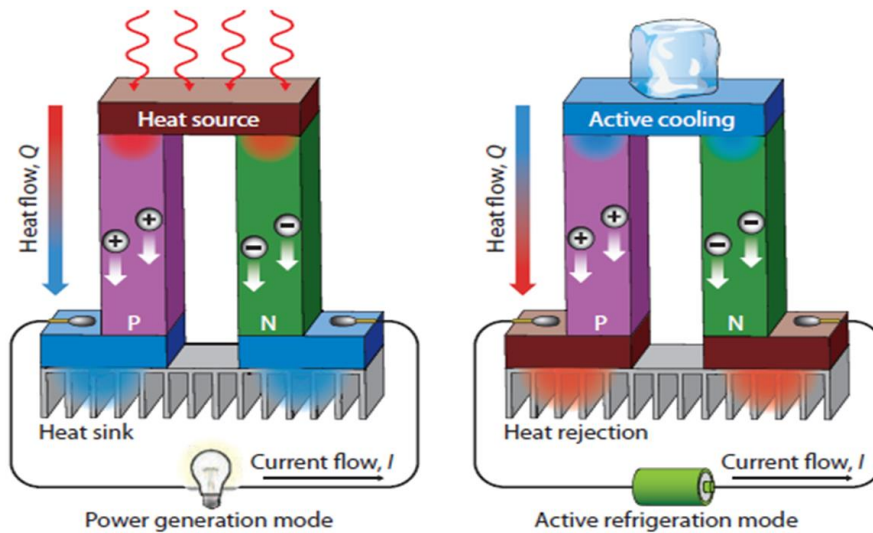 Heat source
Heat flow, Q
+
+
−
−
P
N
Heat sink
Current flow, I
Power generation mode
Active cooling
Heat flow, Q
+
+
−
−
P
N
Heat rejection
Current flow, I
Active refrigeration mode